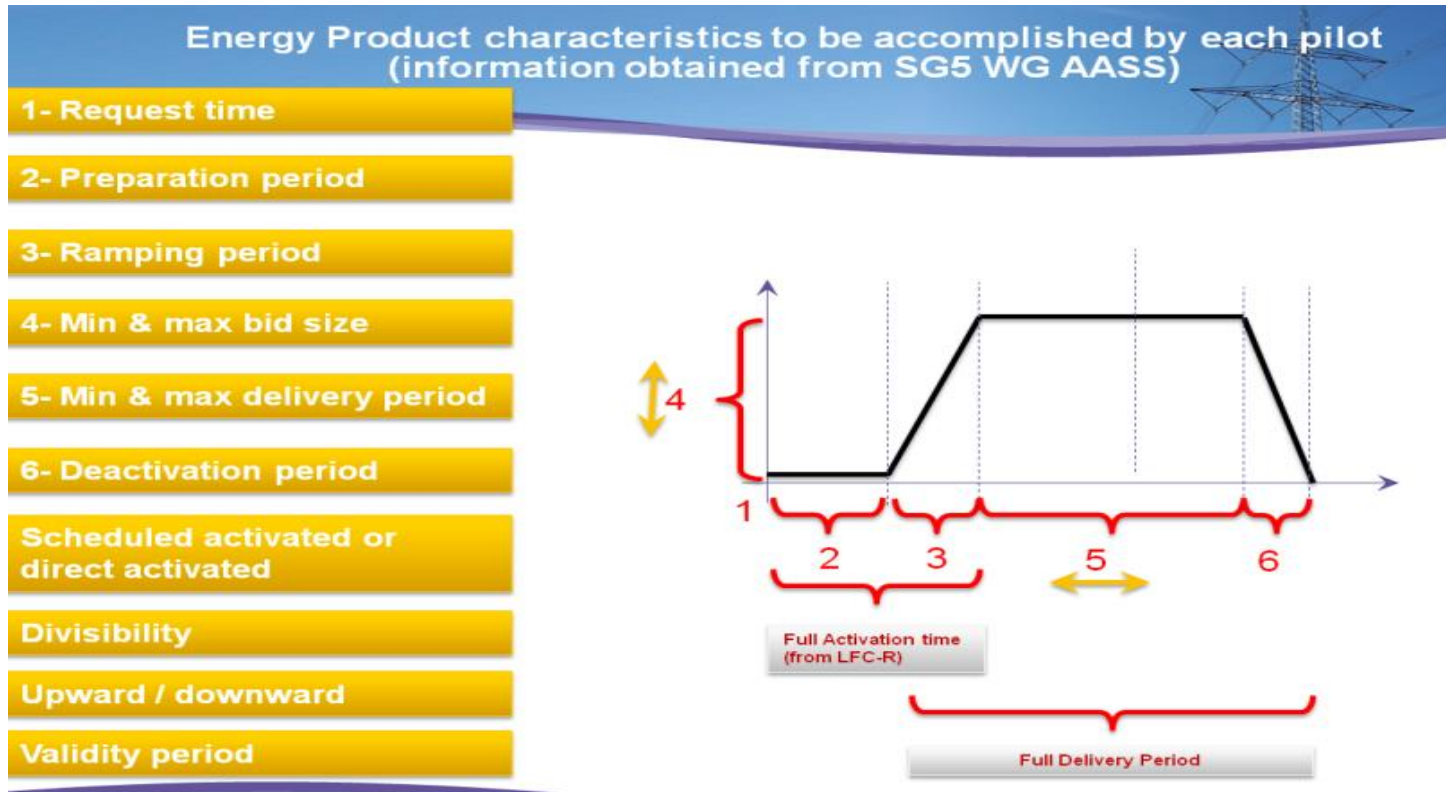 Energy Product characteristics to be accomplished by each pilot
(information obtained from SG5 WG AASS)
1- Request time
2- Preparation period
3- Ramping period
4- Min & max bid size
5- Min & max delivery period
6- Deactivation period
Scheduled activated or
direct activated
Divisibility
Upward / downward
Validity period
4
1
2
3
5
6
Full Activation time
(from LFC-R)
Full Delivery Period